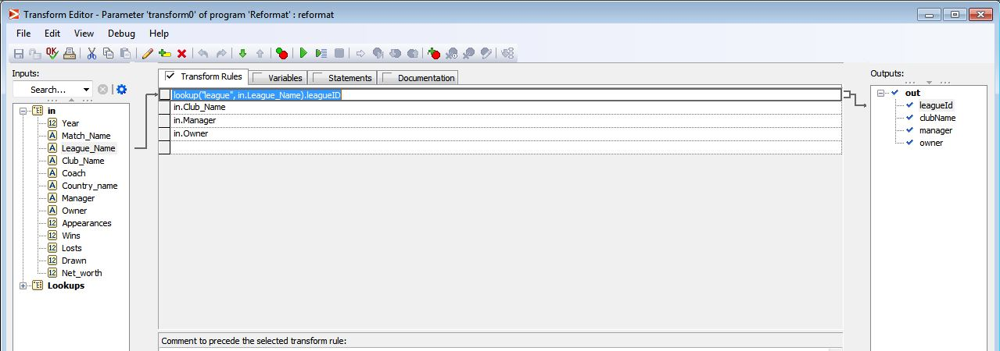 Transform Editor - Parameter 'transform0' of program 'Reformat' : reformat
File Edit View Debug Help
OK
Inputs:
Search...
in
12 Year
A Match_Name
A League_Name
A Club_Name
A Coach
A Country_name
A Manager
A Owner
12 Appearances
12 Wins
12 Losts
12 Drawn
12 Net_worth
Lookups
Transform Rules Variables Statements Documentation
lookup("league", in.League_Name).leagueID
in.Club_Name
in.Manager
in.Owner
Comment to precede the selected transform rule:
Outputs:
out
leagueId
clubName
manager
owner